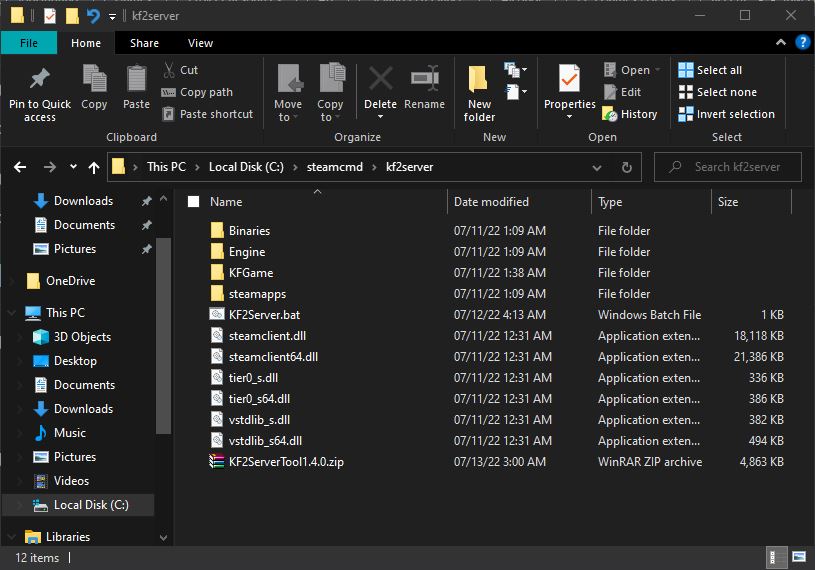 kf2server
File Home Share View
Pin to Quick access
Copy
Paste
Cut
Copy path
Paste shortcut
Clipboard
Move to
Copy to
Delete
Rename
Organize
New folder
New
Properties
Open
Edit
History
Open
Select all
Select none
Invert selection
Select
This PC > Local Disk (C:) > steamcmd > kf2server
Search kf2server
Downloads
Documents
Pictures
OneDrive
This PC
3D Objects
Desktop
Documents
Downloads
Music
Pictures
Videos
Local Disk (C:)
Libraries
Name Date modified Type Size
Binaries 07/11/22 1:09 AM File folder
Engine 07/11/22 1:09 AM File folder
KFGame 07/11/22 1:38 AM File folder
steamapps 07/11/22 1:09 AM File folder
KF2Server.bat 07/12/22 4:13 AM Windows Batch File 1 KB
steamclient.dll 07/11/22 12:31 AM Application exten... 18,118 KB
steamclient64.dll 07/11/22 12:31 AM Application exten... 21,386 KB
tier0_s.dll 07/11/22 12:31 AM Application exten... 336 KB
tier0_s64.dll 07/11/22 12:31 AM Application exten... 386 KB
vstdlib_s.dll 07/11/22 12:31 AM Application exten... 382 KB
vstdlib_s64.dll 07/11/22 12:31 AM Application exten... 494 KB
KF2ServerTool1.4.0.zip 07/13/22 3:00 AM WinRAR ZIP archive 4,863 KB
12 items